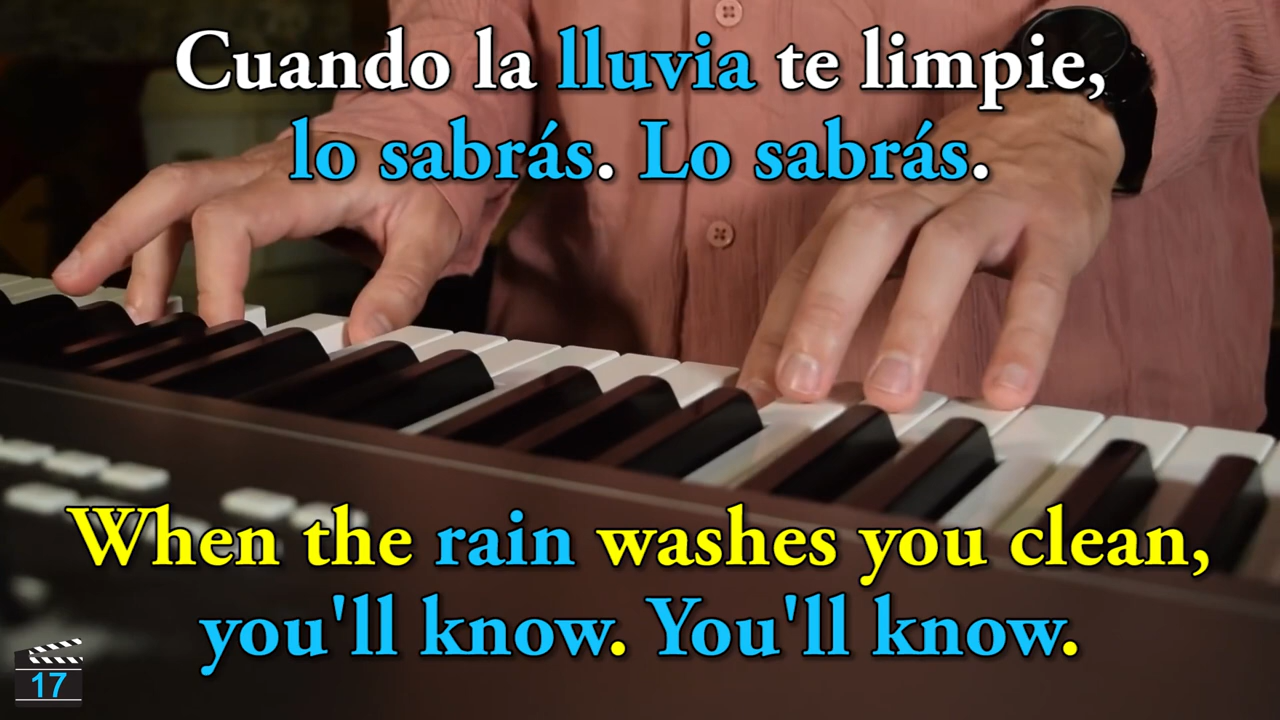 Cuando la lluvia te limpie,
lo sabrás. Lo sabrás.
When the rain washes you clean,
you'll know. You'll know.
17